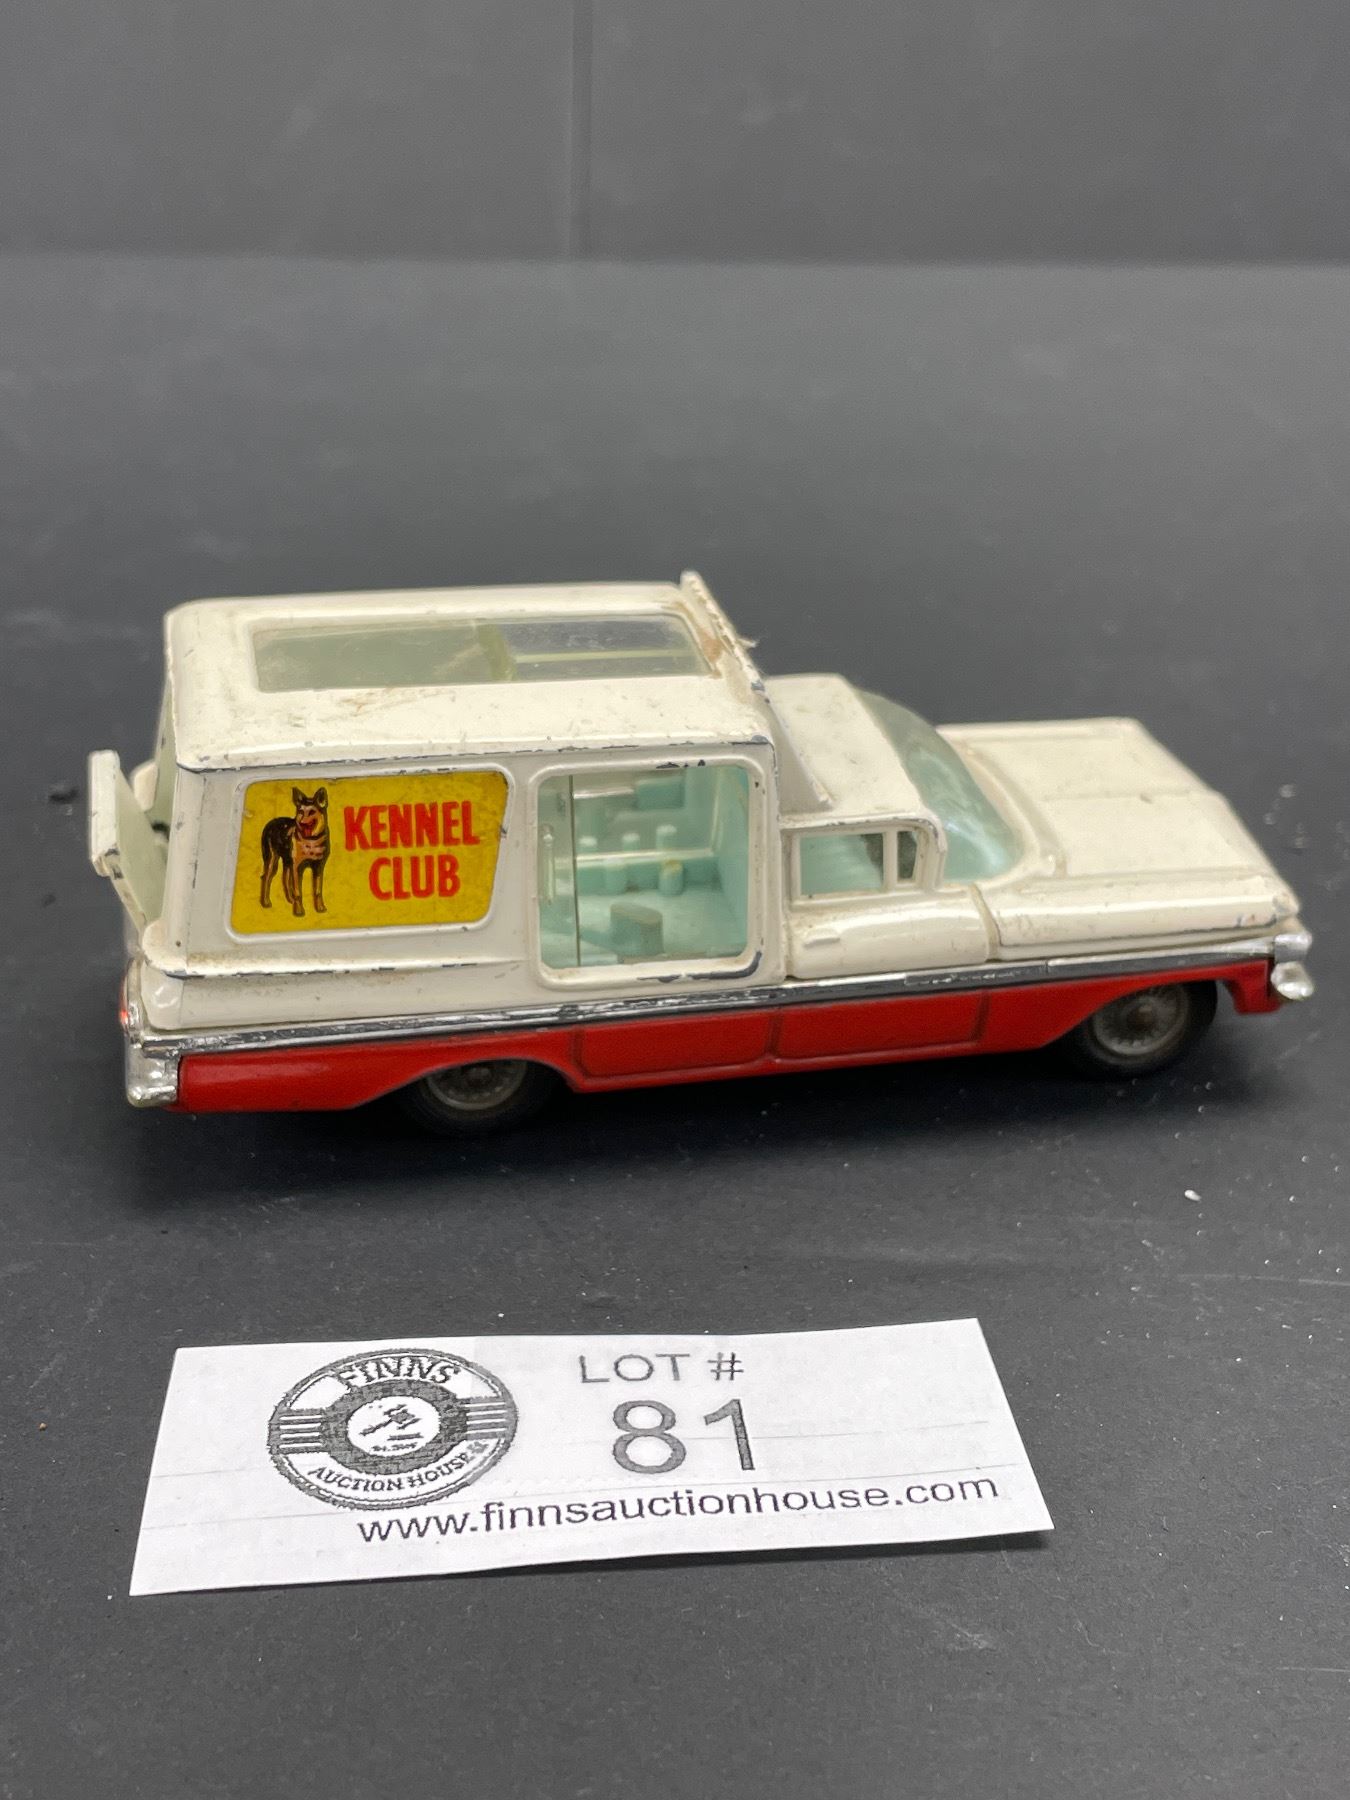 KENNEL
CLUB
FINNS
AUCTION HOUSE
LOT #
81
www.finnsauctionhouse.com